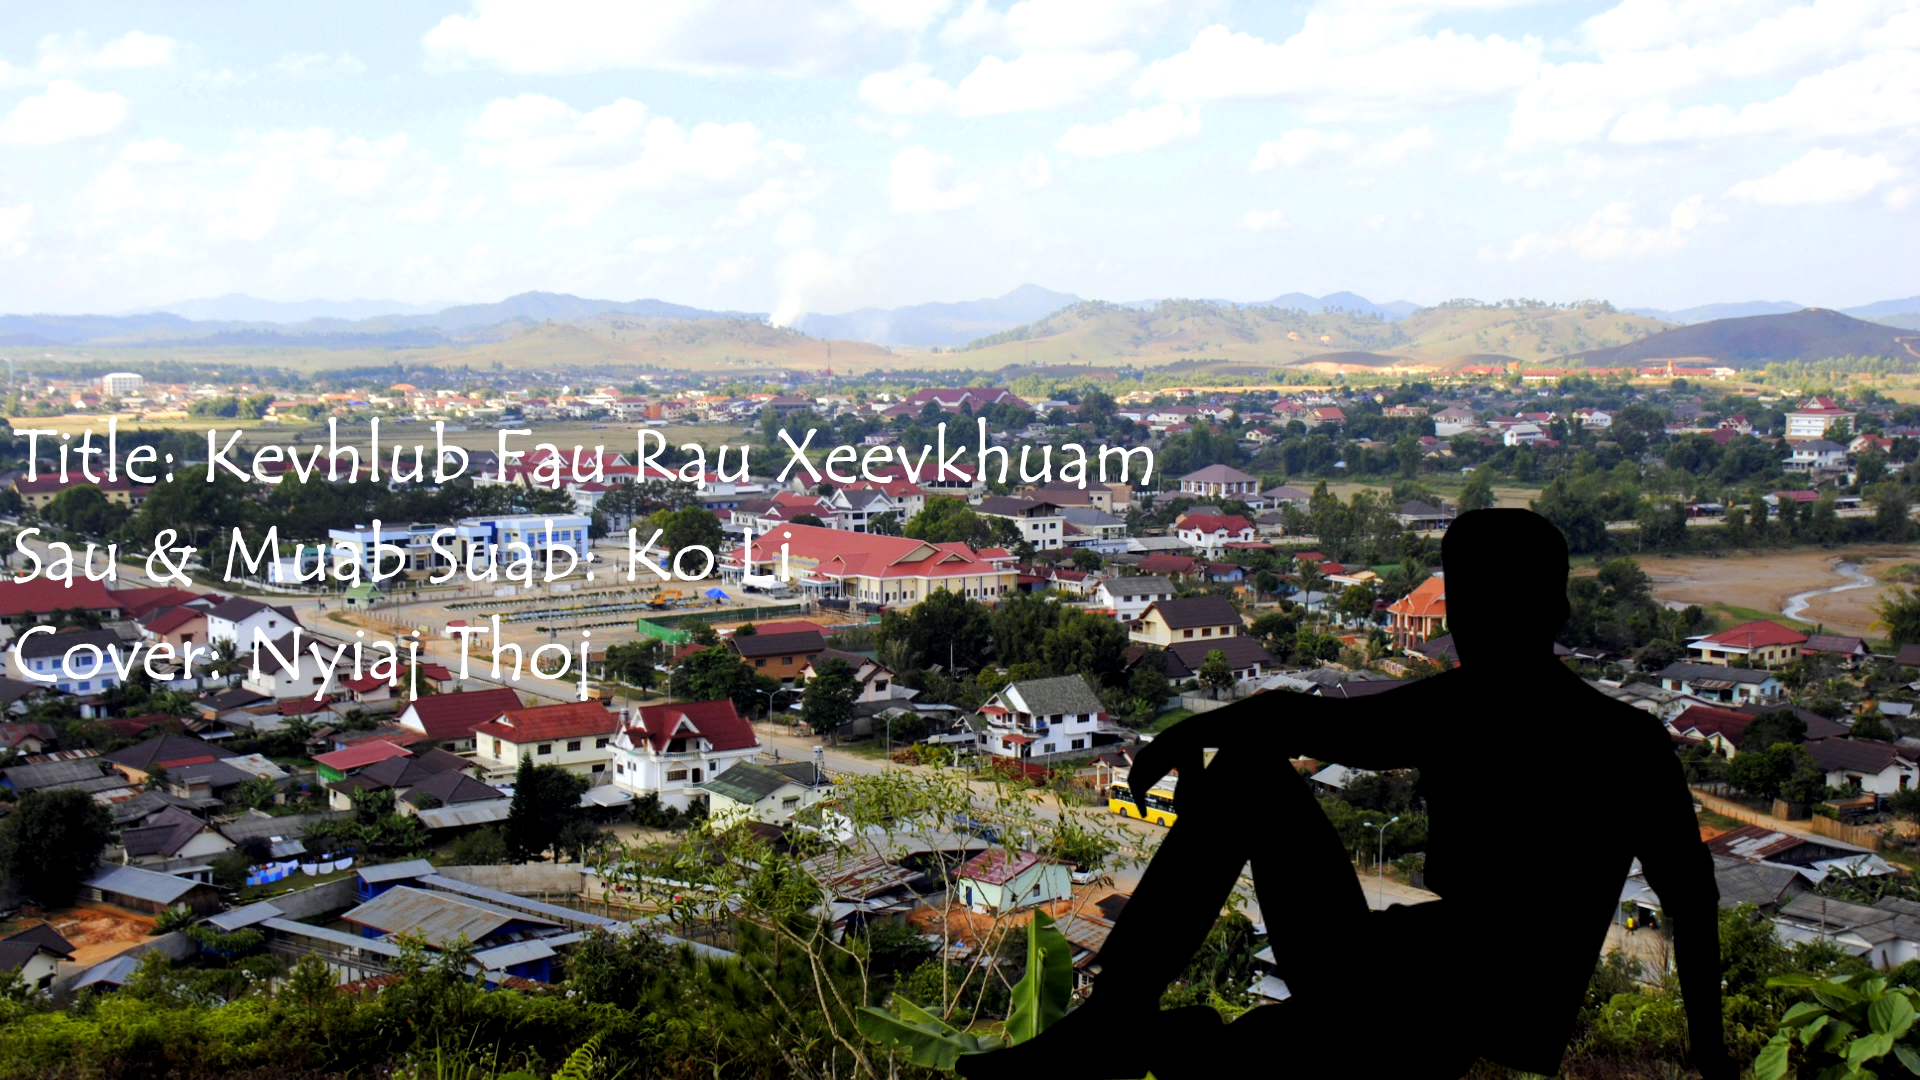 Title: Kevhlub Fau Rau Xeevkhuam
Sau & Muab Suab: Ko Li
Cover: Nyiaj Thoj